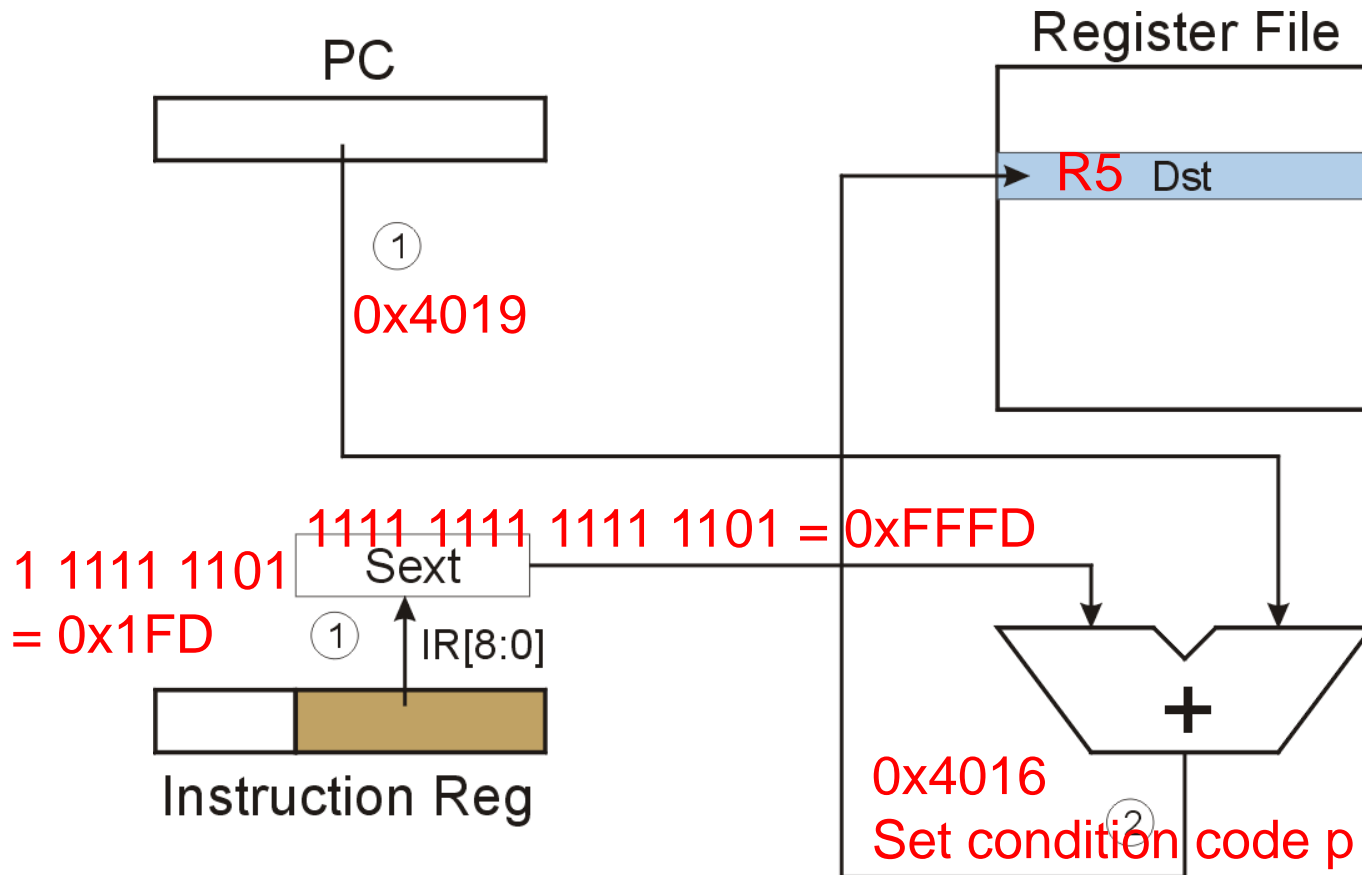 Register File
PC
R5 Dst
1
0x4019
1111 1111 1111 1101 = 0xFFFD
1 1111 1101
Sext
= 0x1FD
1
IR[8:0]
+
Instruction Reg
0x4016
2
Set condition code p